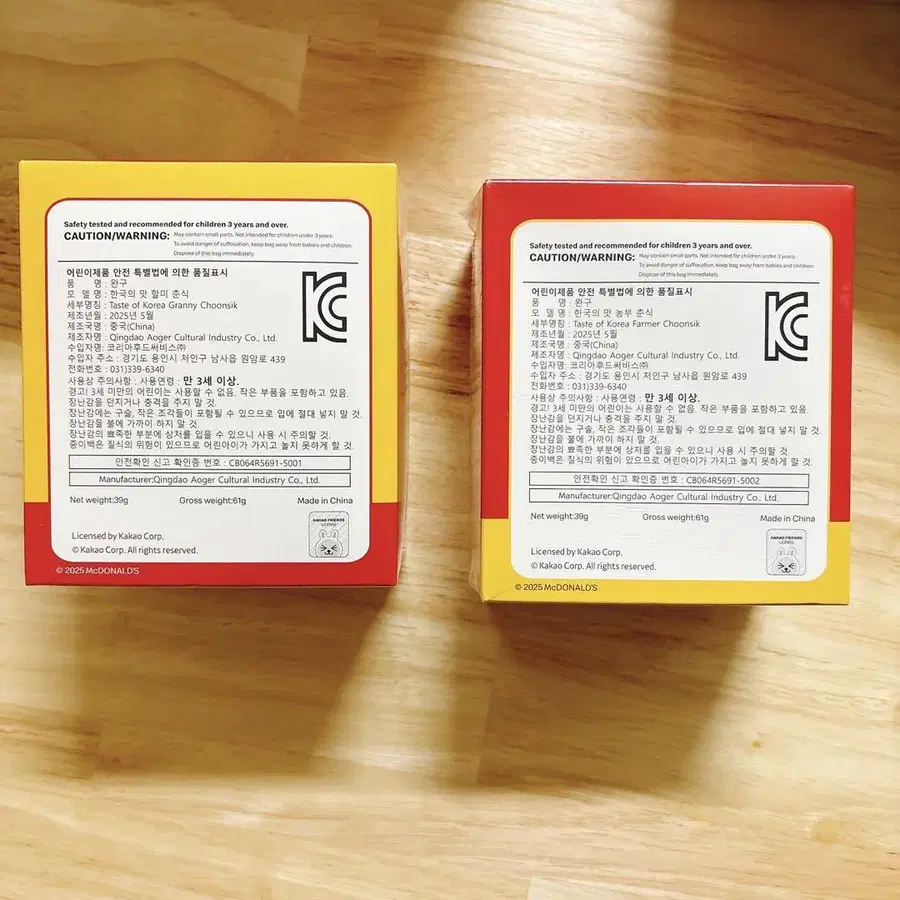 Safety tested and recommended for children 3 years and over.
CAUTION/WARNING: May contain small parts. Not intended for children under 3 years.
To avoid danger of suffocation, keep bag away from babies and children.
Dispose of this bag immediately.
어린이제품 안전 특별법에 의한 품질표시
품 명 : 완구
모 델 명 : 한국의 맛 할미 춘식
세부명칭 : Taste of Korea Granny Choonsik
제조년월 : 2025년 5월
제조국명 : 중국(China)
제조자명 : Qingdao Aoger Cultural Industry Co., Ltd.
수입자명: 코리아후드써비스㈜
수입자 주소 : 경기도 용인시 처인구 남사읍 원암로 439
전화번호 : 031)339-6340
사용상 주의사항 : 사용연령 : 만 3세 이상.
경고! 3세 미만의 어린이는 사용할 수 없음. 작은 부품을 포함하고 있음.
장난감을 던지거나 충격을 주지 말 것.
장난감에는 구슬, 작은 조각들이 포함될 수 있으므로 입에 절대 넣지 말 것.
장난감을 불에 가까이 하지 말 것.
장난감의 뾰족한 부분에 상처를 입을 수 있으니 사용 시 주의할 것.
종이백은 질식의 위험이 있으므로 어린아이가 가지고 놀지 못하게 할 것.
안전확인 신고 확인증 번호 : CB064R5691-5001
Manufacturer:Qingdao Aoger Cultural Industry Co., Ltd.
Net weight:39g Gross weight:61g Made in China
KAKAO FRIENDS
LICENSE
Licensed by Kakao Corp.
© Kakao Corp. All rights reserved.
© 2025 McDONALD'S
Safety tested and recommended for children 3 years and over.
CAUTION/WARNING: May contain small parts. Not intended for children under 3 years.
To avoid danger of suffocation, keep bag away from babies and children.
Dispose of this bag immediately.
어린이제품 안전 특별법에 의한 품질표시
품 명 : 완구
모 델 명 : 한국의 맛 농부 춘식
세부명칭 : Taste of Korea Farmer Choonsik
제조년월 : 2025년 5월
제조국명 : 중국(China)
제조자명 : Qingdao Aoger Cultural Industry Co., Ltd.
수입자명 : 코리아후드써비스㈜
수입자 주소 : 경기도 용인시 처인구 남사읍 원암로 439
전화번호 : 031)339-6340
사용상 주의사항 : 사용연령 : 만 3세 이상.
경고! 3세 미만의 어린이는 사용할 수 없음. 작은 부품을 포함하고 있음.
장난감을 던지거나 충격을 주지 말 것.
장난감에는 구슬, 작은 조각들이 포함될 수 있으므로 입에 절대 넣지 말 것.
장난감을 불에 가까이 하지 말 것.
장난감의 뾰족한 부분에 상처를 입을 수 있으니 사용 시 주의할 것
종이백은 질식의 위험이 있으므로 어린아이가 가지고 놀지 못하게 할 것.
안전확인 신고 확인증 번호 : CB064R5691-5002
Manufacturer:Qingdao Aoger Cultural Industry Co., Ltd.
Net weight:39g Gross weight:61g Made in China
KAKAO FRIENDS
LICENSE
Licensed by Kakao Corp.
© Kakao Corp. All rights reserved.
© 2025 McDONALD'S